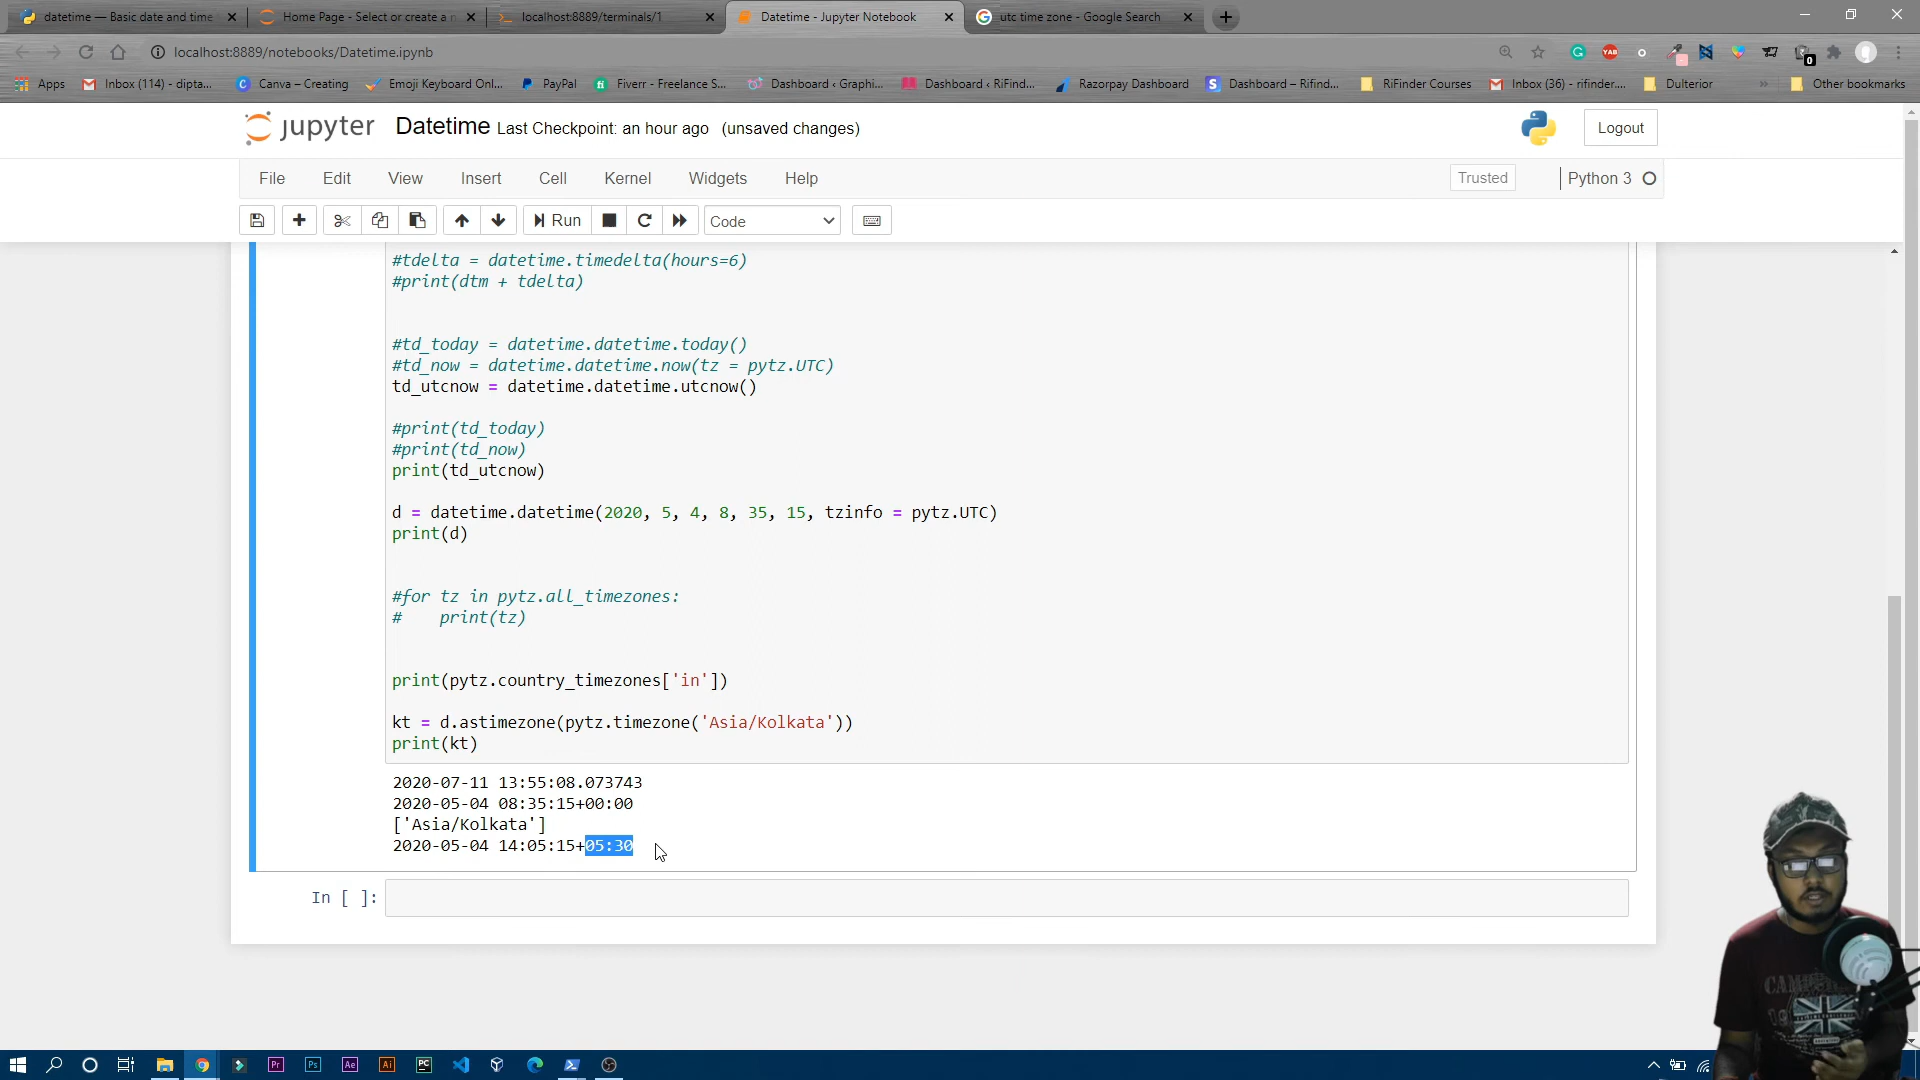 datetime — Basic date and time
Home Page - Select or create a n
localhost:8889/terminals/1
Datetime - Jupyter Notebook
utc time zone - Google Search
localhost:8889/notebooks/Datetime.ipynb
Apps
Inbox (114) - dipta...
Canva – Creating
Emoji Keyboard Onl...
PayPal
Fiverr - Freelance S...
Dashboard ‹ Graphi...
Dashboard ‹ RiFind...
Razorpay Dashboard
Dashboard – Rifind...
RiFinder Courses
Inbox (36) - rifinder....
Dulterior
»
Other bookmarks
jupyter Datetime Last Checkpoint: an hour ago (unsaved changes)
Logout
File Edit View Insert Cell Kernel Widgets Help
Trusted
Python 3
Run
Code
#tdelta = datetime.timedelta(hours=6)
#print(dtm + tdelta)
#td_today = datetime.datetime.today()
#td_now = datetime.datetime.now(tz = pytz.UTC)
td_utcnow = datetime.datetime.utcnow()
#print(td_today)
#print(td_now)
print(td_utcnow)
d = datetime.datetime(2020, 5, 4, 8, 35, 15, tzinfo = pytz.UTC)
print(d)
#for tz in pytz.all_timezones:
#    print(tz)
print(pytz.country_timezones['in'])
kt = d.astimezone(pytz.timezone('Asia/Kolkata'))
print(kt)
2020-07-11 13:55:08.073743
2020-05-04 08:35:15+00:00
['Asia/Kolkata']
2020-05-04 14:05:15+05:30
In [ ]:
Pr
Ps
Ae
Ai
PC